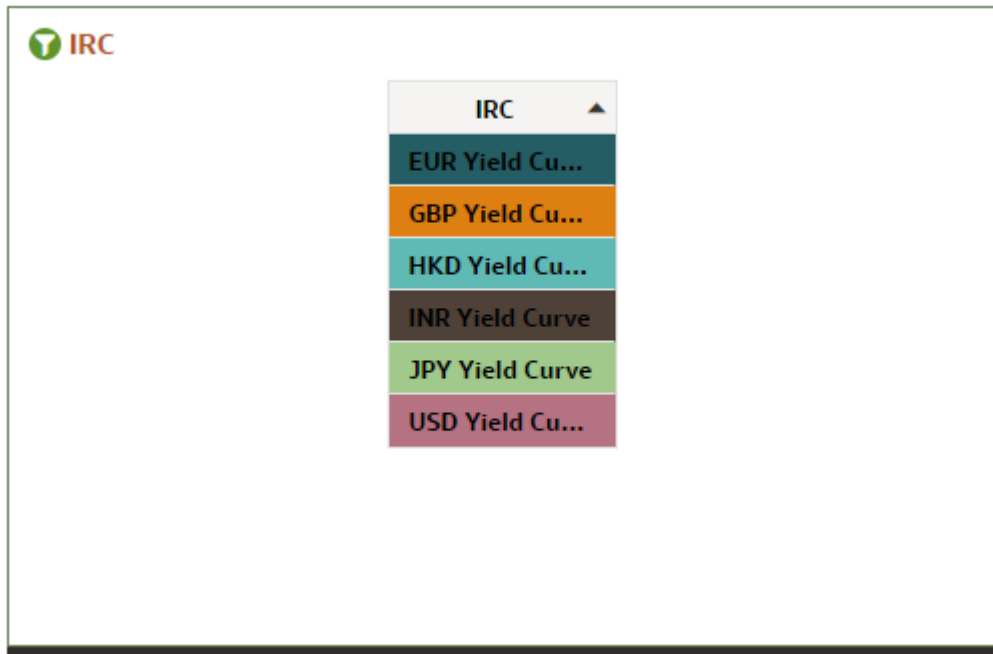 IRC
IRC
EUR Yield Cu...
GBP Yield Cu...
HKD Yield Cu...
INR Yield Curve
JPY Yield Curve
USD Yield Cu...